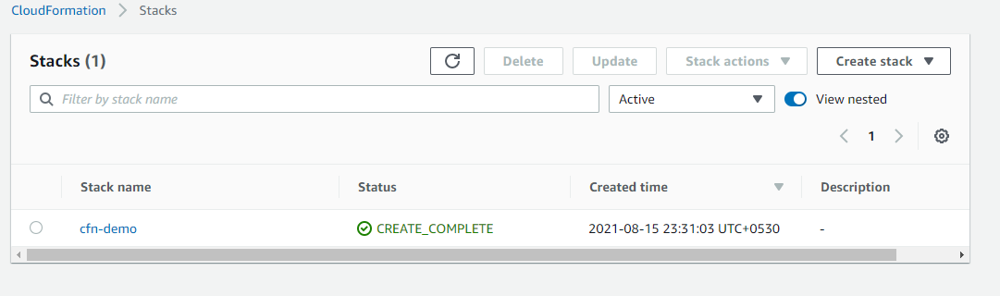 CloudFormation > Stacks
Stacks (1)
Delete
Update
Stack actions
Create stack
Filter by stack name
Active
View nested
1
Stack name Status Created time Description
cfn-demo CREATE_COMPLETE 2021-08-15 23:31:03 UTC+0530 -